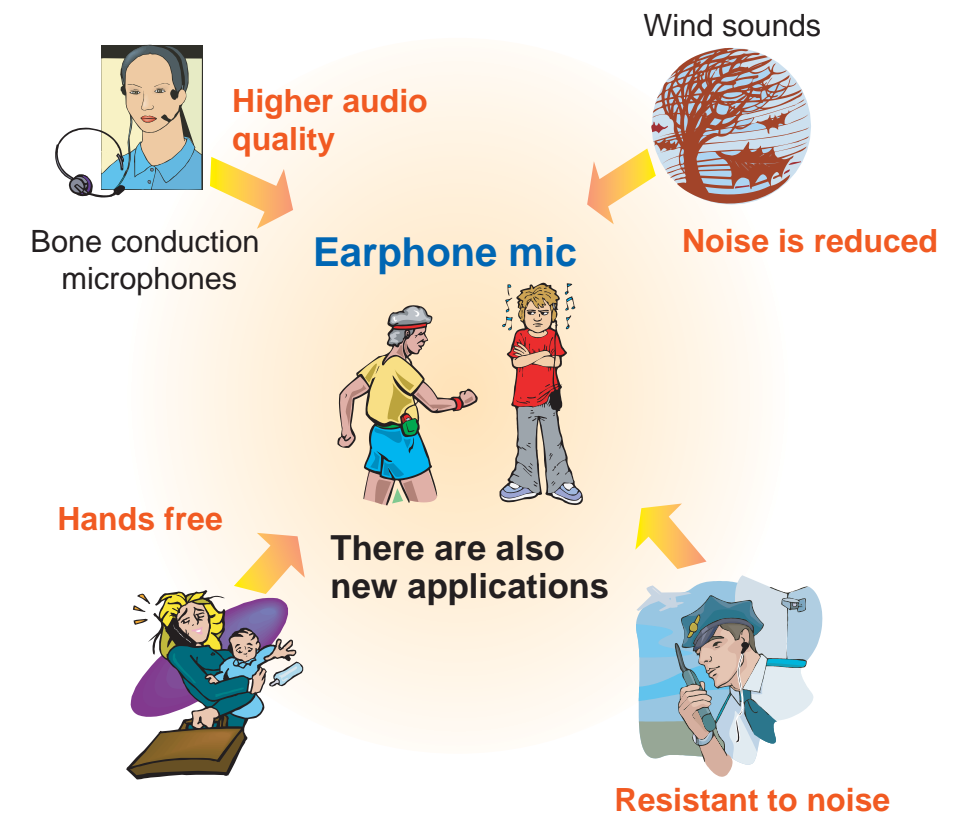 Wind sounds
Higher audio
quality
Bone conduction
microphones
Noise is reduced
Earphone mic
Hands free
There are also
new applications
Resistant to noise